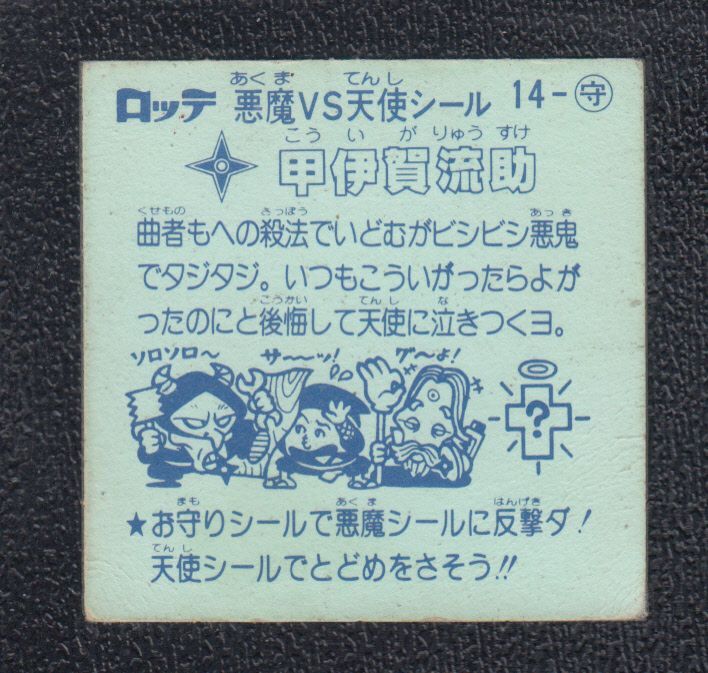 ロッテ 悪魔VS天使シール 14-守
あくま てんし
こういがりゅうすけ
甲伊賀流助
くせもの さっぽう あっき
曲者もへの殺法でいどむがビシビシ悪鬼
でタジタジ。いつもこういがったらよが
こうかい てんし な
ったのにと後悔して天使に泣きつくヨ。
ソロソロ〜 サ〜〜ッ! ゲ〜よ!
?
まも あくま はんげき
★お守りシールで悪魔シールに反撃ダ!
てんし
天使シールでとどめをさそう!!